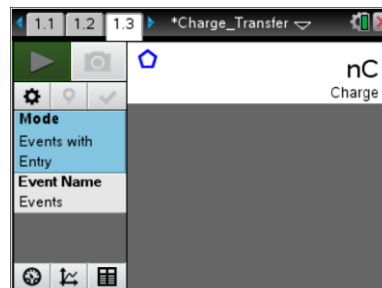 1.1 1.2 1.3 *Charge_Transfer
nC
Charge
Mode
Events with
Entry
Event Name
Events